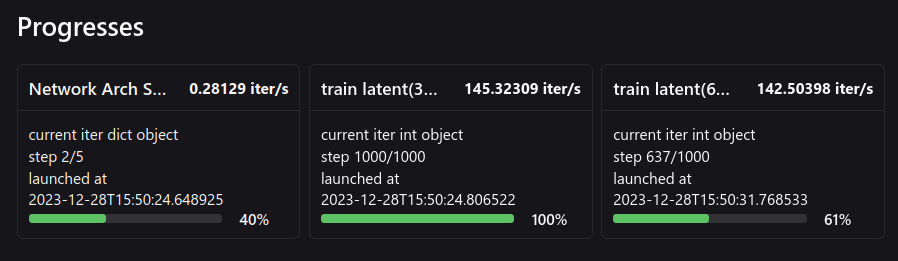 Progresses
Network Arch S... 0.28129 iter/s
current iter dict object
step 2/5
launched at
2023-12-28T15:50:24.648925
40%
train latent(3... 145.32309 iter/s
current iter int object
step 1000/1000
launched at
2023-12-28T15:50:24.806522
100%
train latent(6... 142.50398 iter/s
current iter int object
step 637/1000
launched at
2023-12-28T15:50:31.768533
61%